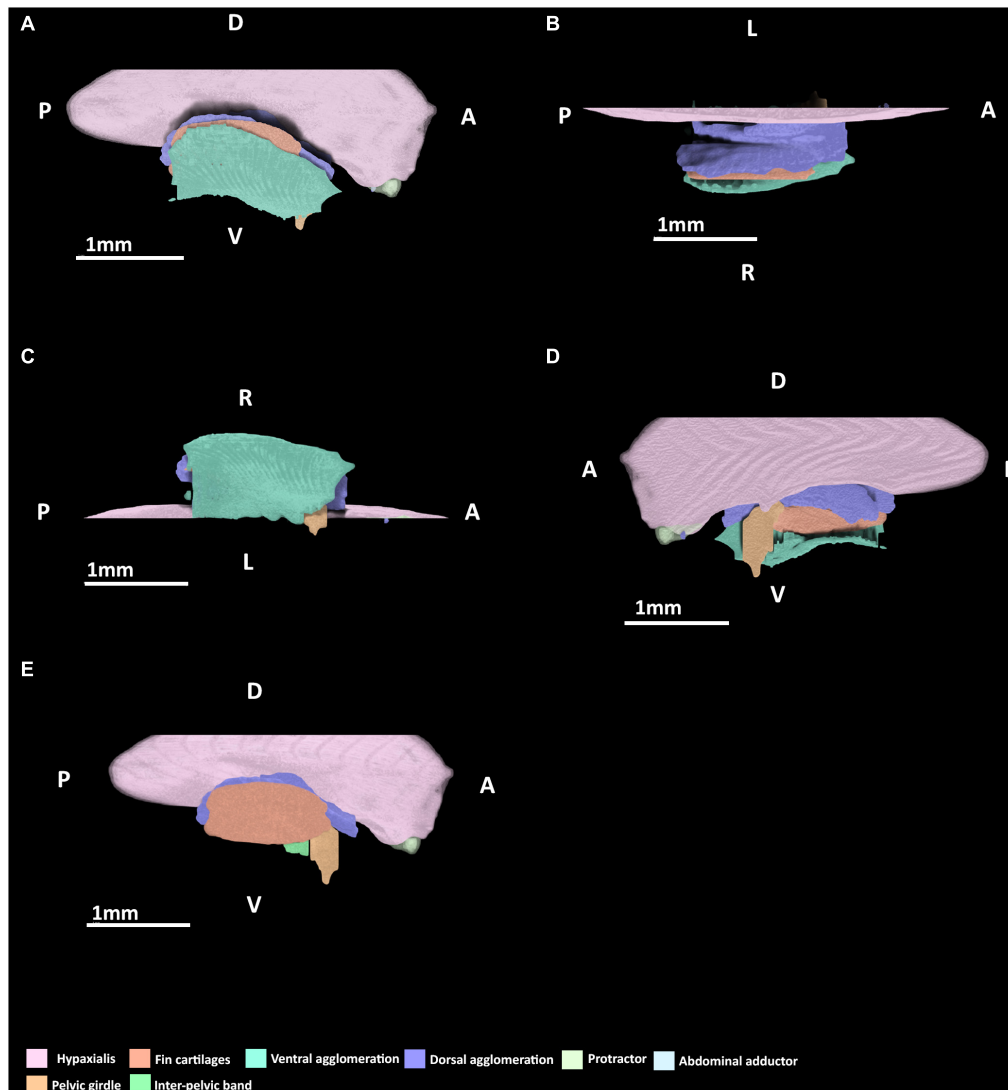 A
D
P
A
V
1mm
B
L
P
A
R
1mm
C
R
P
A
L
1mm
D
D
A
V
1mm
E
D
P
A
V
1mm
Hypaxialis Fin cartilages Ventral agglomeration Dorsal agglomeration Protractor Abdominal adductor
Pelvic girdle Inter-pelvic band